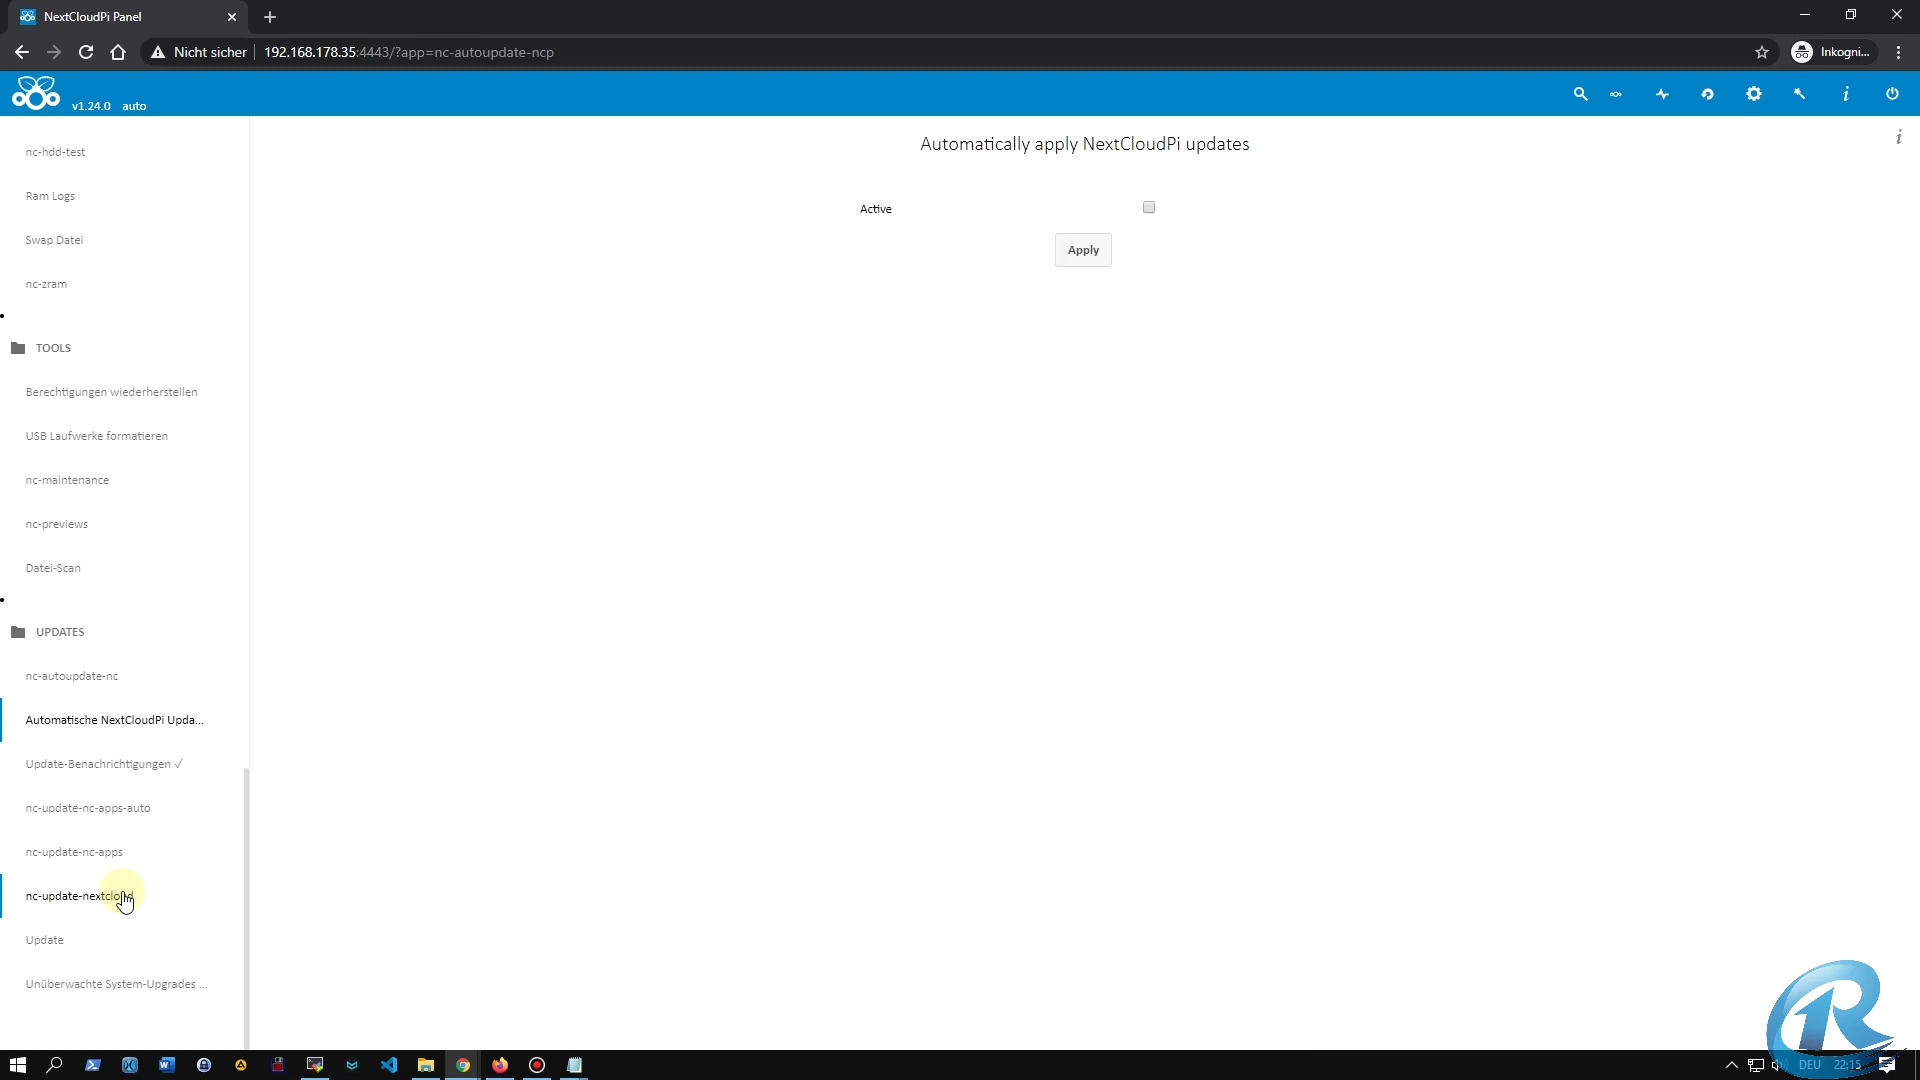 NextCloudPi Panel
Nicht sicher
192.168.178.35:4443/?app=nc-autoupdate-ncp
Inkogni...
v1.24.0 auto
nc-hdd-test
Ram Logs
Swap Datei
nc-zram
TOOLS
Berechtigungen wiederherstellen
USB Laufwerke formatieren
nc-maintenance
nc-previews
Datei-Scan
UPDATES
nc-autoupdate-nc
Automatische NextCloudPi Upda...
Update-Benachrichtigungen ✓
nc-update-nc-apps-auto
nc-update-nc-apps
nc-update-nextcloud
Update
Unüberwachte System-Upgrades ...
Automatically apply NextCloudPi updates
Active
Apply
DEU 22:15